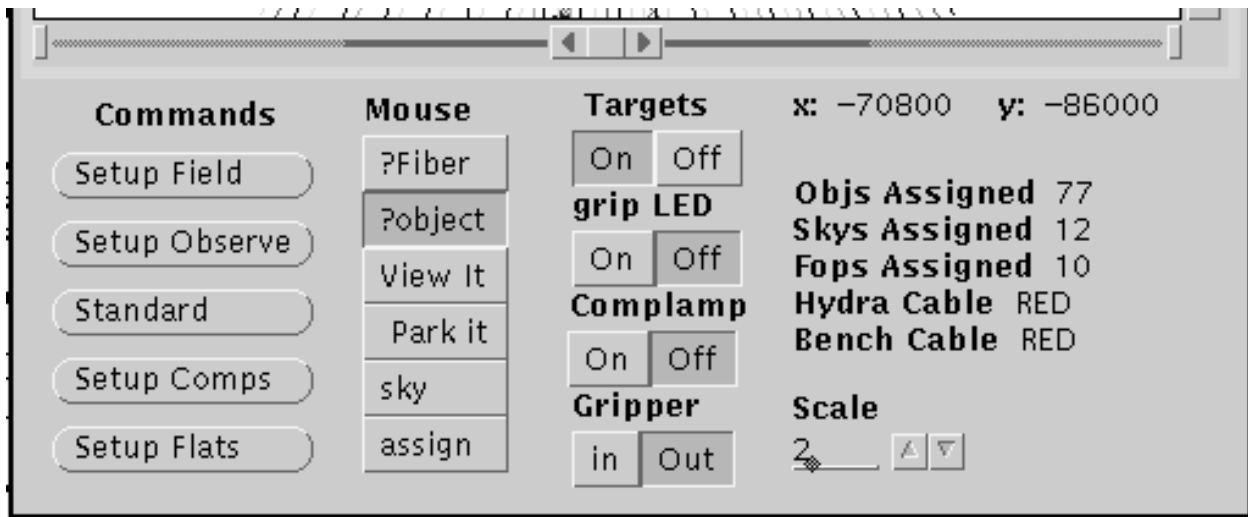 Commands
Setup Field
Setup Observe
Standard
Setup Comps
Setup Flats
Mouse
?Fiber
?object
View It
Park it
sky
assign
Targets
On Off
grip LED
On Off
Complamp
On Off
Gripper
in Out
x: −70800 y: −86000
Objs Assigned 77
Skys Assigned 12
Fops Assigned 10
Hydra Cable RED
Bench Cable RED
Scale
2